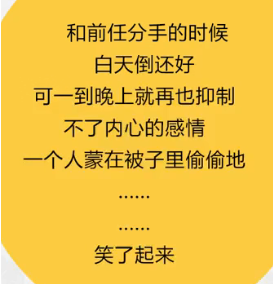 和前任分手的时候
白天倒还好
可一到晚上就再也抑制
不了内心的感情
一个人蒙在被子里偷偷地
······
······
笑了起来